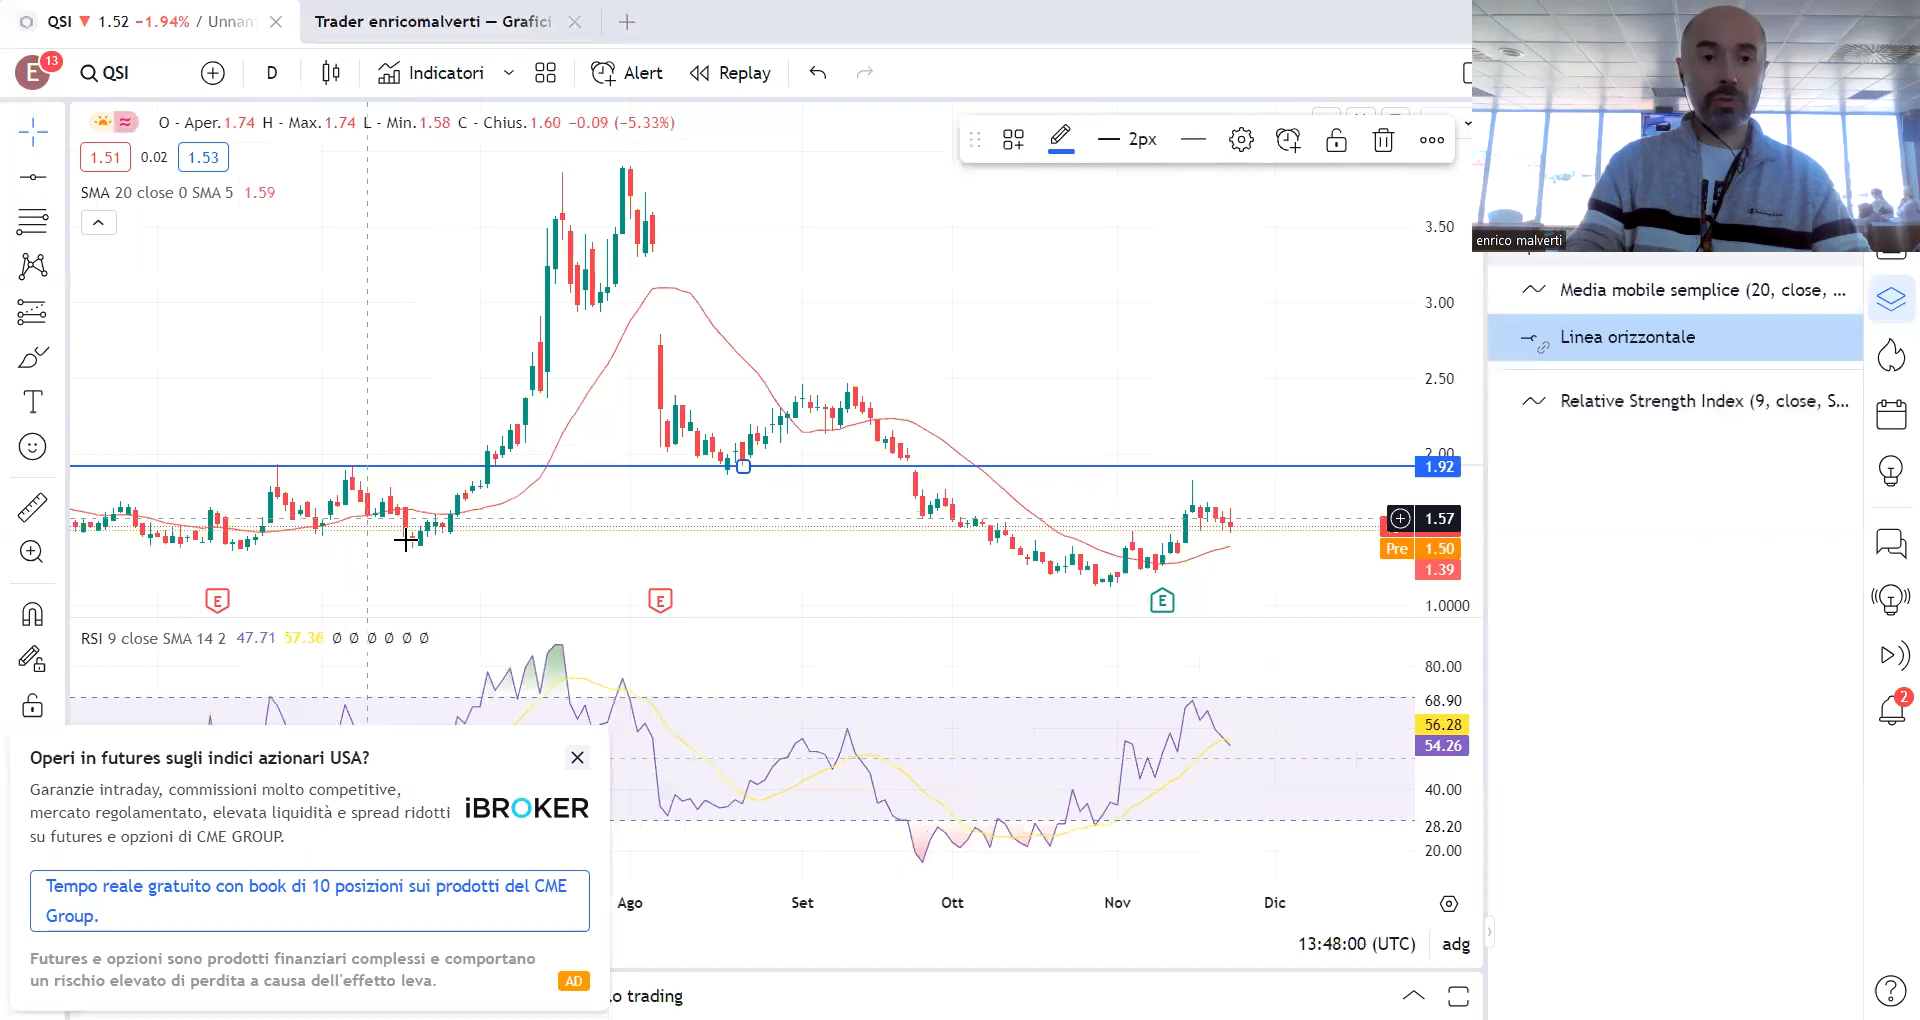 QSI ▼ 1.52 −1.94% / Unnam
Trader enricomalverti — Grafici
E
13
QSI
D
Indicatori
Alert
Replay
O - Aper.1.74 H - Max.1.74 L - Min.1.58 C - Chius.1.60 −0.09 (−5.33%)
1.51
0.02
1.53
SMA 20 close 0 SMA 5 1.59
2px
enrico malverti
Media mobile semplice (20, close, ...
Linea orizzontale
Relative Strength Index (9, close, S...
3.50
3.00
2.50
2.00
1.92
1.57
Pre 1.50
1.39
1.0000
E
E
E
RSI 9 close SMA 14 2 47.71 57.36 Ø Ø Ø Ø Ø Ø
80.00
68.90
56.28
54.26
40.00
28.20
20.00
2
Operi in futures sugli indici azionari USA?
Garanzie intraday, commissioni molto competitive,
mercato regolamentato, elevata liquidità e spread ridotti
su futures e opzioni di CME GROUP.
iBROKER
Tempo reale gratuito con book di 10 posizioni sui prodotti del CME
Group.
Futures e opzioni sono prodotti finanziari complessi e comportano
un rischio elevato di perdita a causa dell'effetto leva.
AD
Ago
Set
Ott
Nov
Dic
13:48:00 (UTC)
adg
o trading